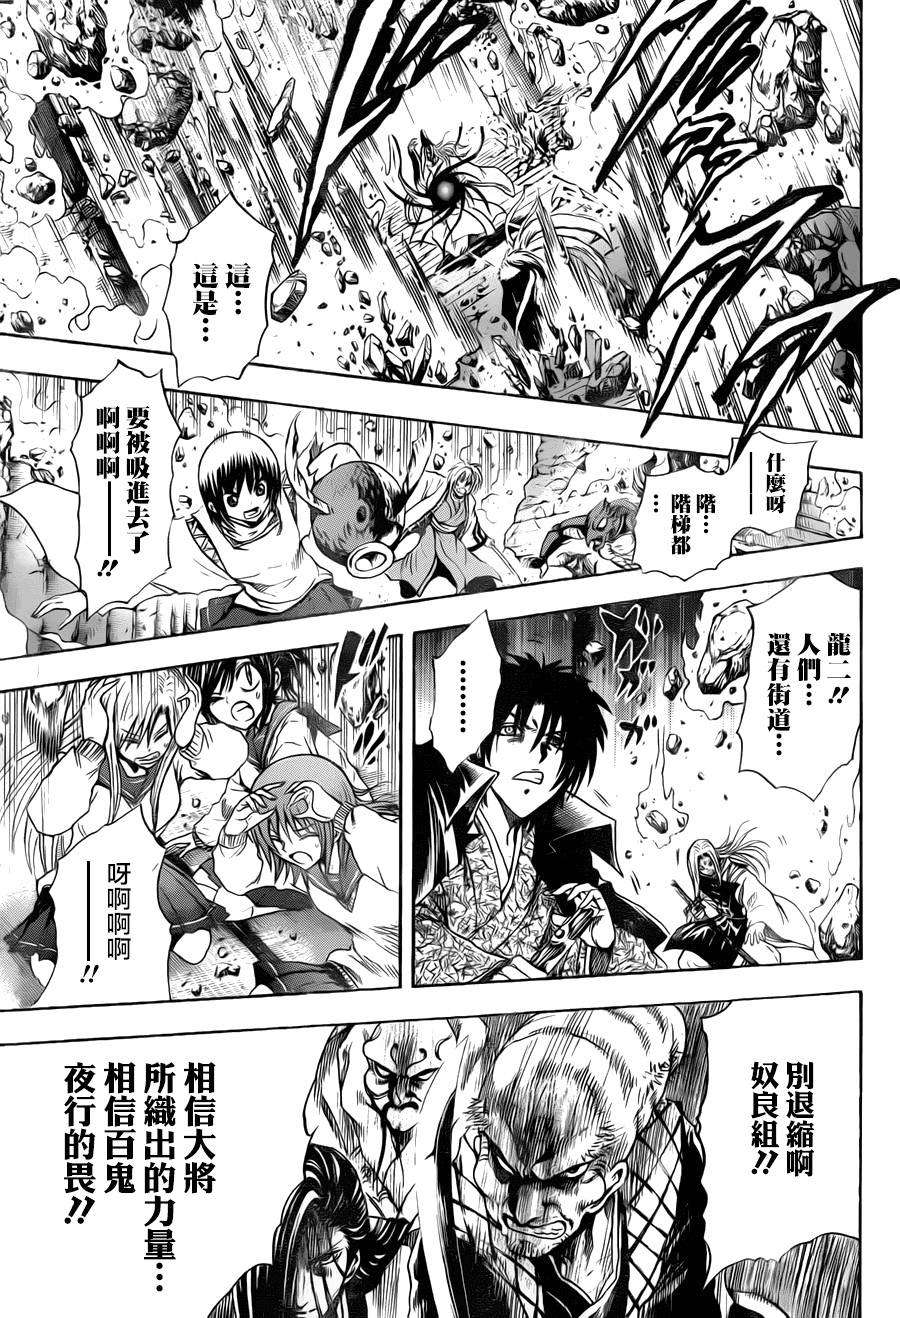 這…
這是…
什麼呀
——
階…
階梯都
…
要被吸進去了
啊啊啊——!!
龍二!!
人們…
還有街道…
………
呀啊啊啊
——!!
別退縮啊
奴良組!!
相信大將
所織出的力量…
相信百鬼
夜行的畏!!